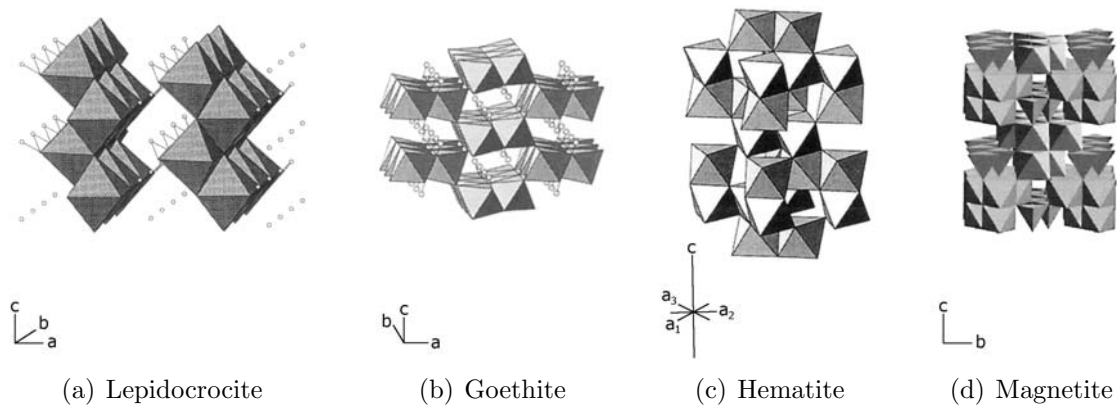 c
b
a
c
b
a
c
a₃
a₁
a₂
c
b
(a) Lepidocrocite
(b) Goethite
(c) Hematite
(d) Magnetite